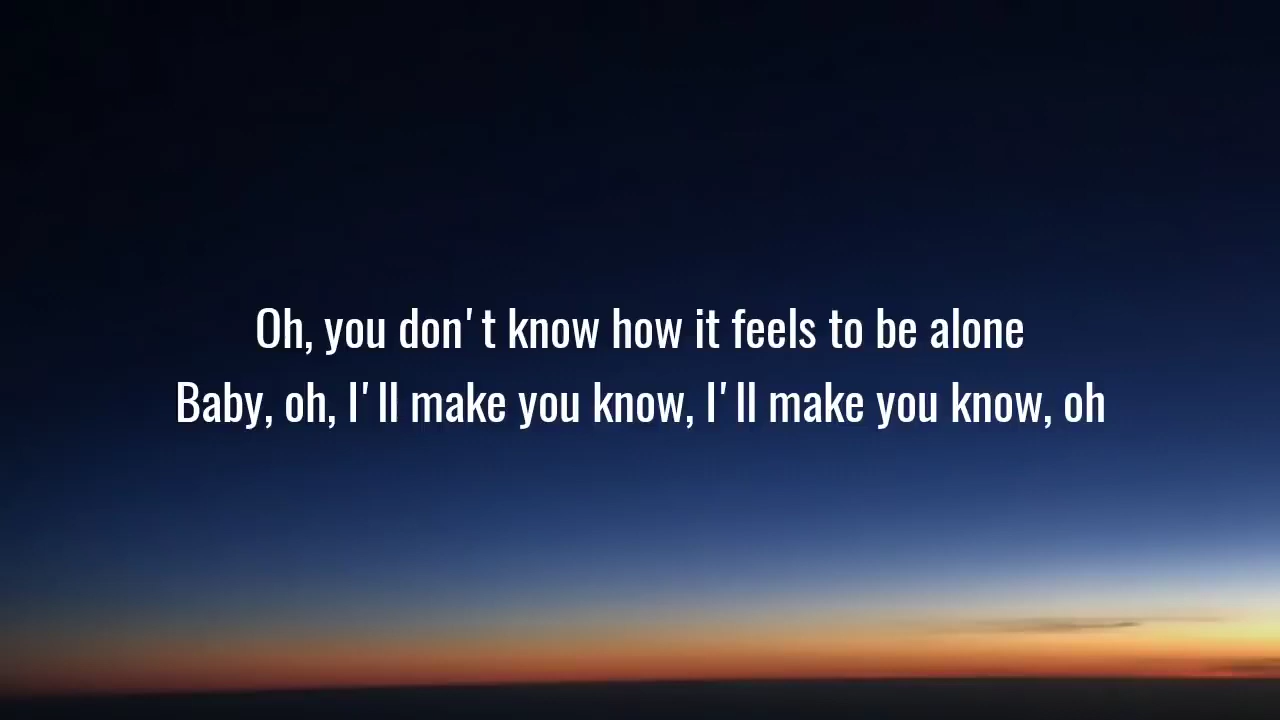 Oh, you don't know how it feels to be alone
Baby, oh, I'll make you know, I'll make you know, oh